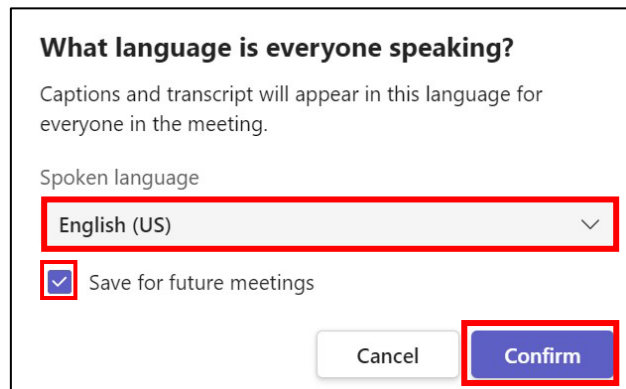 What language is everyone speaking?
Captions and transcript will appear in this language for
everyone in the meeting.
Spoken language
English (US)
Save for future meetings
Cancel
Confirm